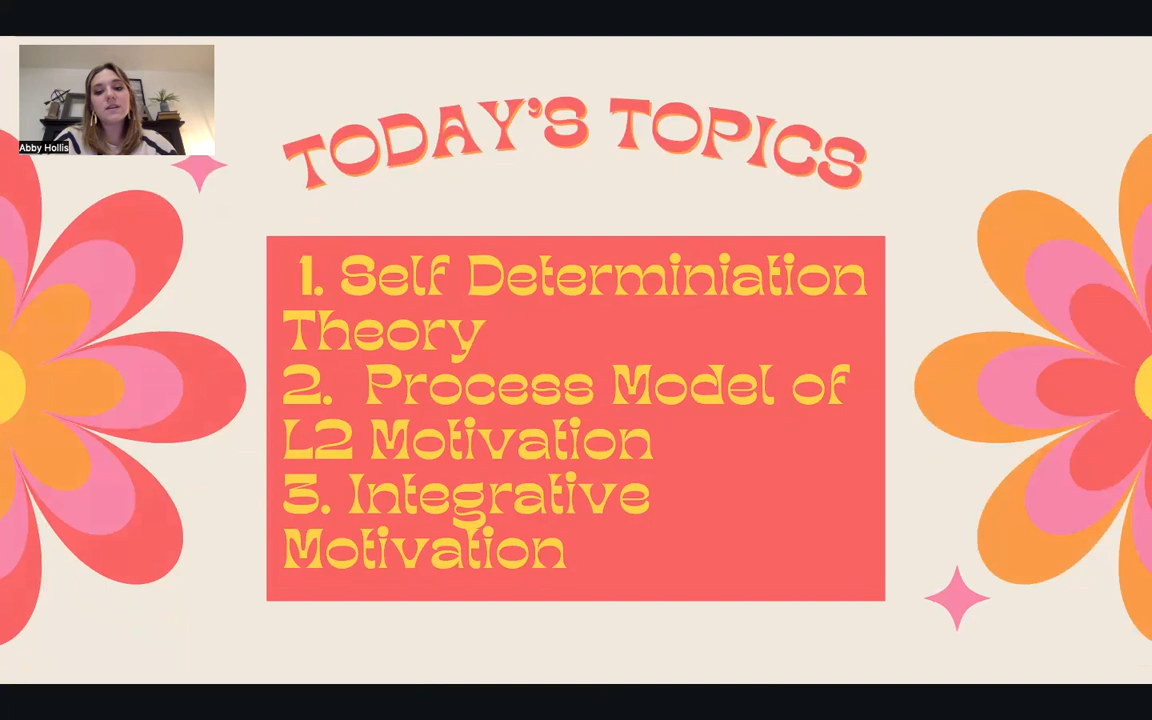 Abby Hollis
TODAY'S TOPICS
1. Self Determiniation
Theory
2. Process Model of
L2 Motivation
3. Integrative
Motivation